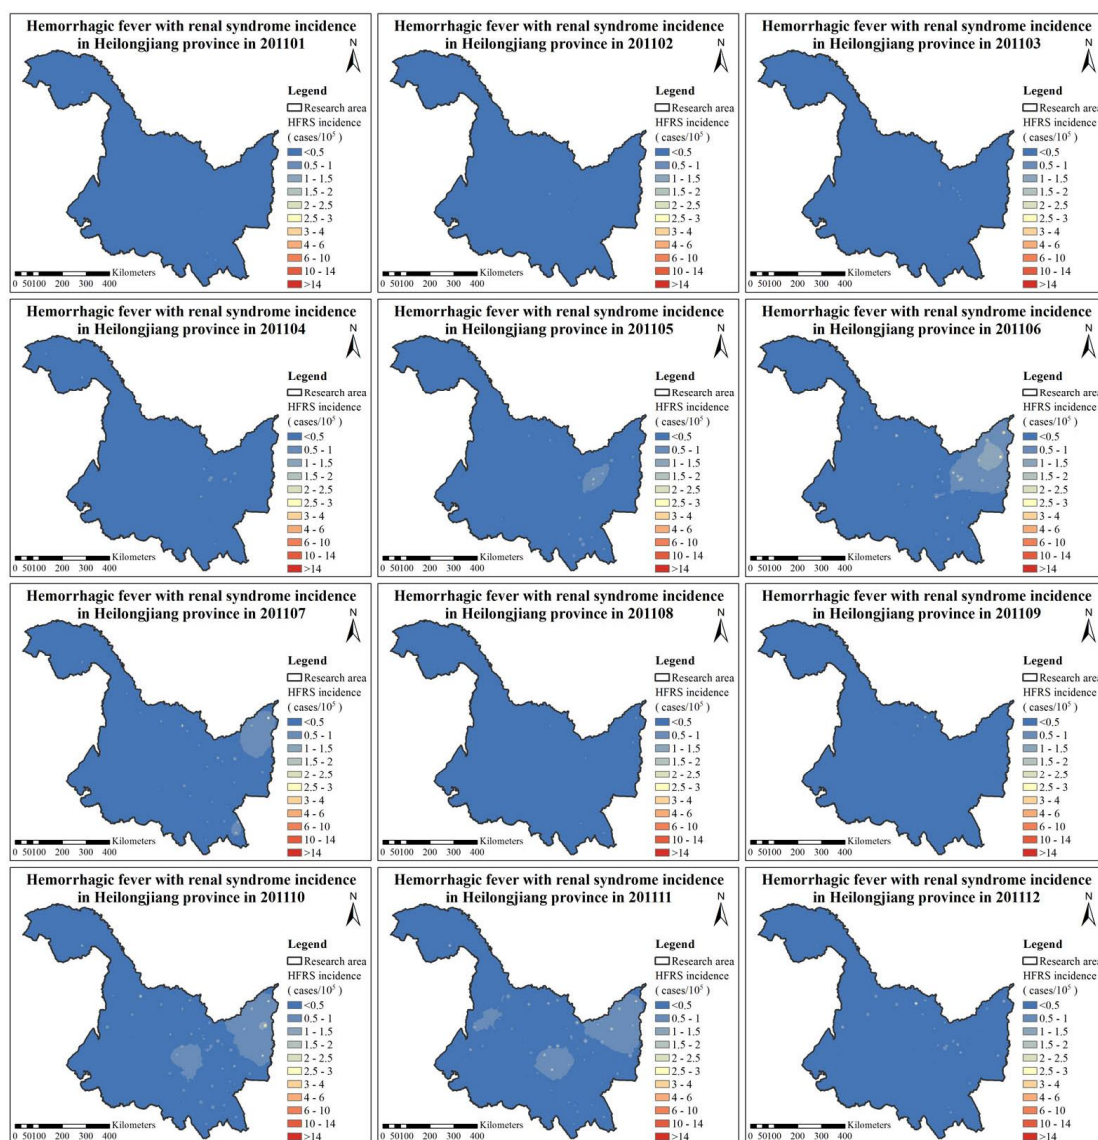 Hemorrhagic fever with renal syndrome incidence
in Heilongjiang province in 201101
N
Legend
Research area
HFRS incidence
( cases/10⁵ )
<0.5
0.5 - 1
1 - 1.5
1.5 - 2
2 - 2.5
2.5 - 3
3 - 4
4 - 6
6 - 10
10 - 14
>14
Kilometers
0 50100 200 300 400
Hemorrhagic fever with renal syndrome incidence
in Heilongjiang province in 201102
N
Legend
Research area
HFRS incidence
( cases/10⁵ )
<0.5
0.5 - 1
1 - 1.5
1.5 - 2
2 - 2.5
2.5 - 3
3 - 4
4 - 6
6 - 10
10 - 14
>14
Kilometers
0 50100 200 300 400
Hemorrhagic fever with renal syndrome incidence
in Heilongjiang province in 201103
N
Legend
Research area
HFRS incidence
( cases/10⁵ )
<0.5
0.5 - 1
1 - 1.5
1.5 - 2
2 - 2.5
2.5 - 3
3 - 4
4 - 6
6 - 10
10 - 14
>14
Kilometers
0 50100 200 300 400
Hemorrhagic fever with renal syndrome incidence
in Heilongjiang province in 201104
N
Legend
Research area
HFRS incidence
( cases/10⁵ )
<0.5
0.5 - 1
1 - 1.5
1.5 - 2
2 - 2.5
2.5 - 3
3 - 4
4 - 6
6 - 10
10 - 14
>14
Kilometers
0 50100 200 300 400
Hemorrhagic fever with renal syndrome incidence
in Heilongjiang province in 201105
N
Legend
Research area
HFRS incidence
( cases/10⁵ )
<0.5
0.5 - 1
1 - 1.5
1.5 - 2
2 - 2.5
2.5 - 3
3 - 4
4 - 6
6 - 10
10 - 14
>14
Kilometers
0 50100 200 300 400
Hemorrhagic fever with renal syndrome incidence
in Heilongjiang province in 201106
N
Legend
Research area
HFRS incidence
( cases/10⁵ )
<0.5
0.5 - 1
1 - 1.5
1.5 - 2
2 - 2.5
2.5 - 3
3 - 4
4 - 6
6 - 10
10 - 14
>14
Kilometers
0 50100 200 300 400
Hemorrhagic fever with renal syndrome incidence
in Heilongjiang province in 201107
N
Legend
Research area
HFRS incidence
( cases/10⁵ )
<0.5
0.5 - 1
1 - 1.5
1.5 - 2
2 - 2.5
2.5 - 3
3 - 4
4 - 6
6 - 10
10 - 14
>14
Kilometers
0 50100 200 300 400
Hemorrhagic fever with renal syndrome incidence
in Heilongjiang province in 201108
N
Legend
Research area
HFRS incidence
( cases/10⁵ )
<0.5
0.5 - 1
1 - 1.5
1.5 - 2
2 - 2.5
2.5 - 3
3 - 4
4 - 6
6 - 10
10 - 14
>14
Kilometers
0 50100 200 300 400
Hemorrhagic fever with renal syndrome incidence
in Heilongjiang province in 201109
N
Legend
Research area
HFRS incidence
( cases/10⁵ )
<0.5
0.5 - 1
1 - 1.5
1.5 - 2
2 - 2.5
2.5 - 3
3 - 4
4 - 6
6 - 10
10 - 14
>14
Kilometers
0 50100 200 300 400
Hemorrhagic fever with renal syndrome incidence
in Heilongjiang province in 201110
N
Legend
Research area
HFRS incidence
( cases/10⁵ )
<0.5
0.5 - 1
1 - 1.5
1.5 - 2
2 - 2.5
2.5 - 3
3 - 4
4 - 6
6 - 10
10 - 14
>14
Kilometers
0 50100 200 300 400
Hemorrhagic fever with renal syndrome incidence
in Heilongjiang province in 201111
N
Legend
Research area
HFRS incidence
( cases/10⁵ )
<0.5
0.5 - 1
1 - 1.5
1.5 - 2
2 - 2.5
2.5 - 3
3 - 4
4 - 6
6 - 10
10 - 14
>14
Kilometers
0 50100 200 300 400
Hemorrhagic fever with renal syndrome incidence
in Heilongjiang province in 201112
N
Legend
Research area
HFRS incidence
( cases/10⁵ )
<0.5
0.5 - 1
1 - 1.5
1.5 - 2
2 - 2.5
2.5 - 3
3 - 4
4 - 6
6 - 10
10 - 14
>14
Kilometers
0 50100 200 300 400